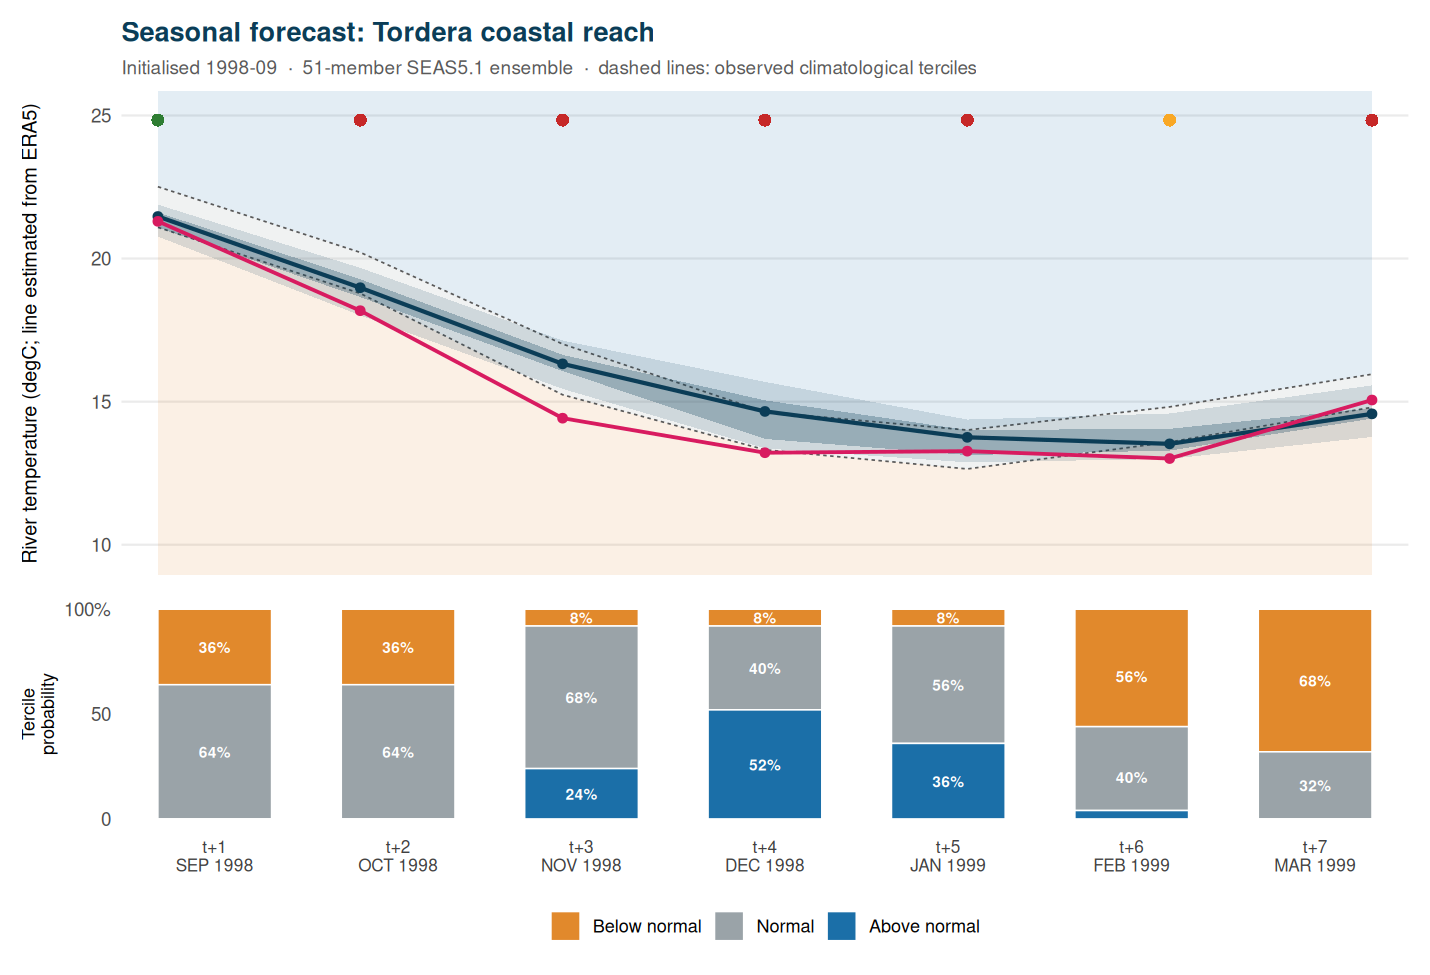 Seasonal forecast: Tordera coastal reach
Initialised 1998-09 · 51-member SEAS5.1 ensemble · dashed lines: observed climatological terciles
River temperature (degC; line estimated from ERA5)
25
20
15
10
Tercile
probability
100%
50
0
36%
64%
36%
64%
8%
68%
24%
8%
40%
52%
8%
56%
36%
56%
40%
68%
32%
t+1
SEP 1998
t+2
OCT 1998
t+3
NOV 1998
t+4
DEC 1998
t+5
JAN 1999
t+6
FEB 1999
t+7
MAR 1999
Below normal
Normal
Above normal